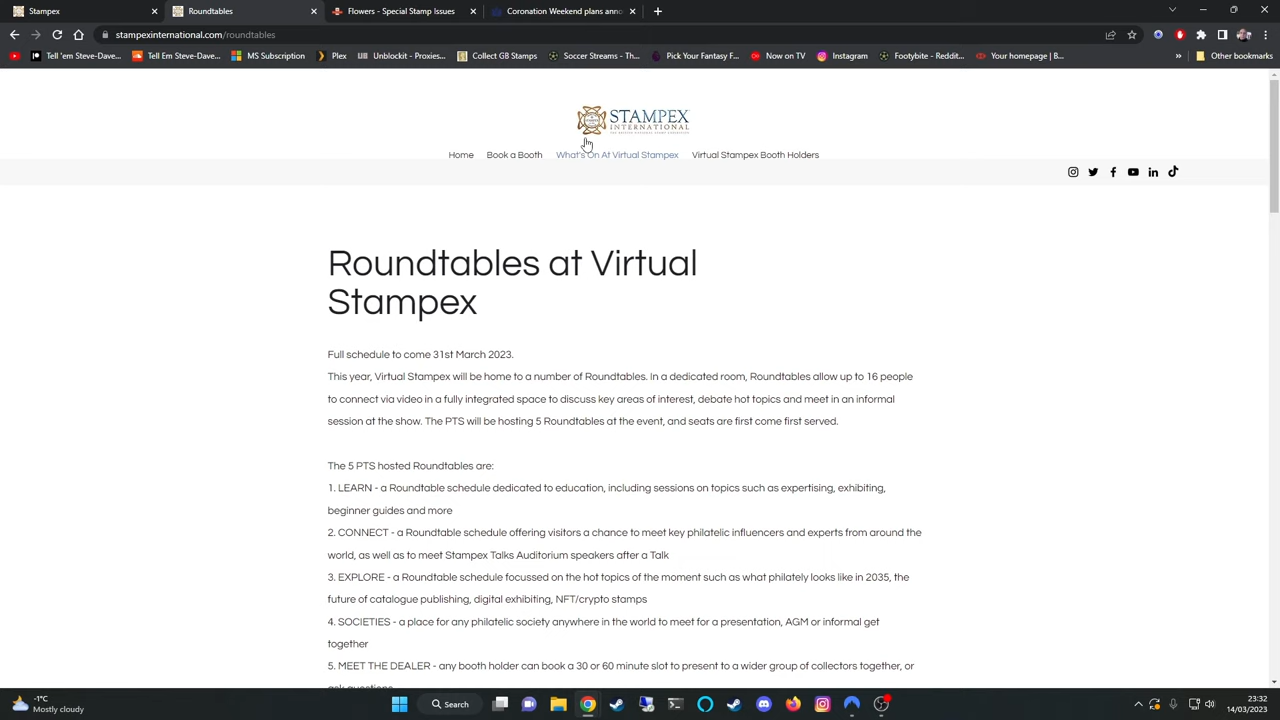 Stampex
Roundtables
Flowers - Special Stamp Issues
Coronation Weekend plans anno
stampexinternational.com/roundtables
Tell 'em Steve-Dave...
Tell 'em Steve-Dav...
MS Subscription
Plex
Unblockit - Proxies...
Collect GB Stamps
Soccer Streams - Th...
Pick Your Fantasy F...
Now on TV
Instagram
Footybite - Reddit...
Your homepage | B...
»
Other bookmarks
STAMPEX
INTERNATIONAL
Home
Book a Booth
What's On At Virtual Stampex
Virtual Stampex Booth Holders
Roundtables at Virtual
Stampex
Full schedule to come 31st March 2023.
This year, Virtual Stampex will be home to a number of Roundtables. In a dedicated room, Roundtables allow up to 16 people
to connect via video in a fully integrated space to discuss key areas of interest, debate hot topics and meet in an informal
session at the show. The PTS will be hosting 5 Roundtables at the event, and seats are first come first served.
The 5 PTS hosted Roundtables are:
1. LEARN - a Roundtable schedule dedicated to education, including sessions on topics such as expertising, exhibiting,
beginner guides and more
2. CONNECT - a Roundtable schedule offering visitors a chance to meet key philatelic influencers and experts from around the
world, as well as to meet Stampex Talks Auditorium speakers after a Talk
3. EXPLORE - a Roundtable schedule focussed on the hot topics of the moment such as what philately looks like in 2035, the
future of catalogue publishing, digital exhibiting, NFT/crypto stamps
4. SOCIETIES - a place for any philatelic society anywhere in the world to meet for a presentation, AGM or informal get
together
5. MEET THE DEALER - any booth holder can book a 30 or 60 minute slot to present to a wider group of collectors together, or
ask questions
-1°C
Mostly cloudy
Search
23:32
14/03/2023